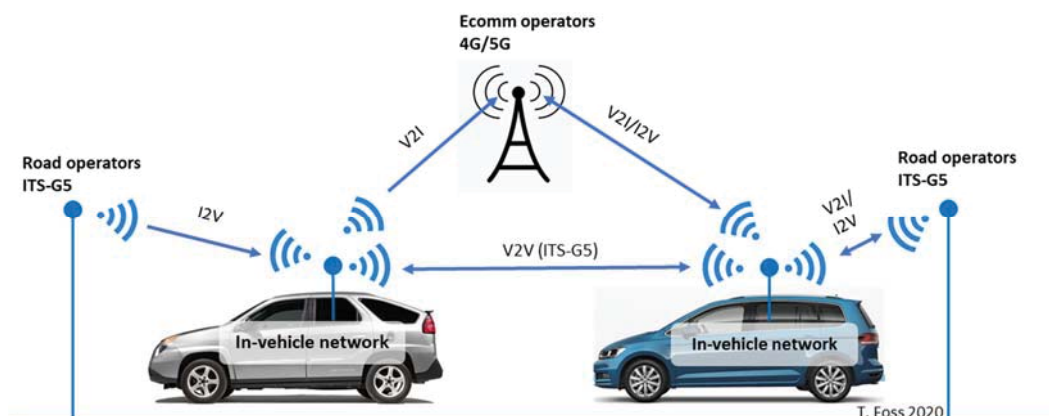 Ecomm operators
4G/5G
V2I
V2I/I2V
Road operators
ITS-G5
Road operators
ITS-G5
I2V
V2I/
I2V
V2V (ITS-G5)
In-vehicle network
In-vehicle network
T. Foss 2020